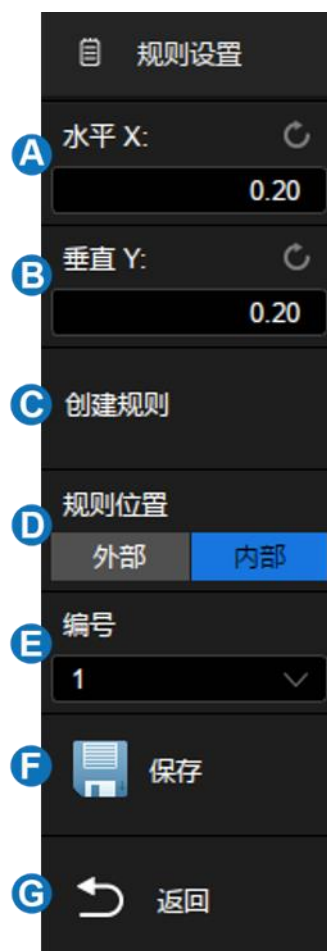 规则设置
A
水平 X:
0.20
B
垂直 Y:
0.20
C
创建规则
D
规则位置
外部 内部
E
编号
1
F
保存
G
返回